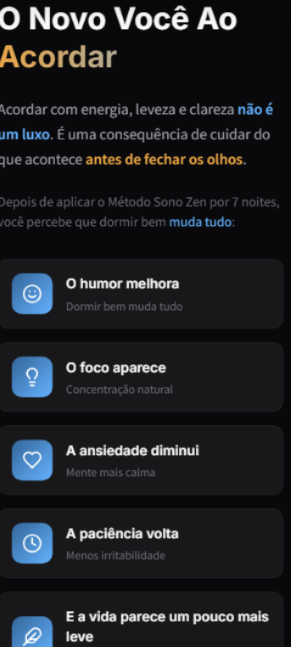 O Novo Você Ao
Acordar
Acordar com energia, leveza e clareza não é
um luxo. É uma consequência de cuidar do
que acontece antes de fechar os olhos.
Depois de aplicar o Método Sono Zen por 7 noites,
você percebe que dormir bem muda tudo:
O humor melhora
Dormir bem muda tudo
O foco aparece
Concentração natural
A ansiedade diminui
Mente mais calma
A paciência volta
Menos irritabilidade
E a vida parece um pouco mais
leve